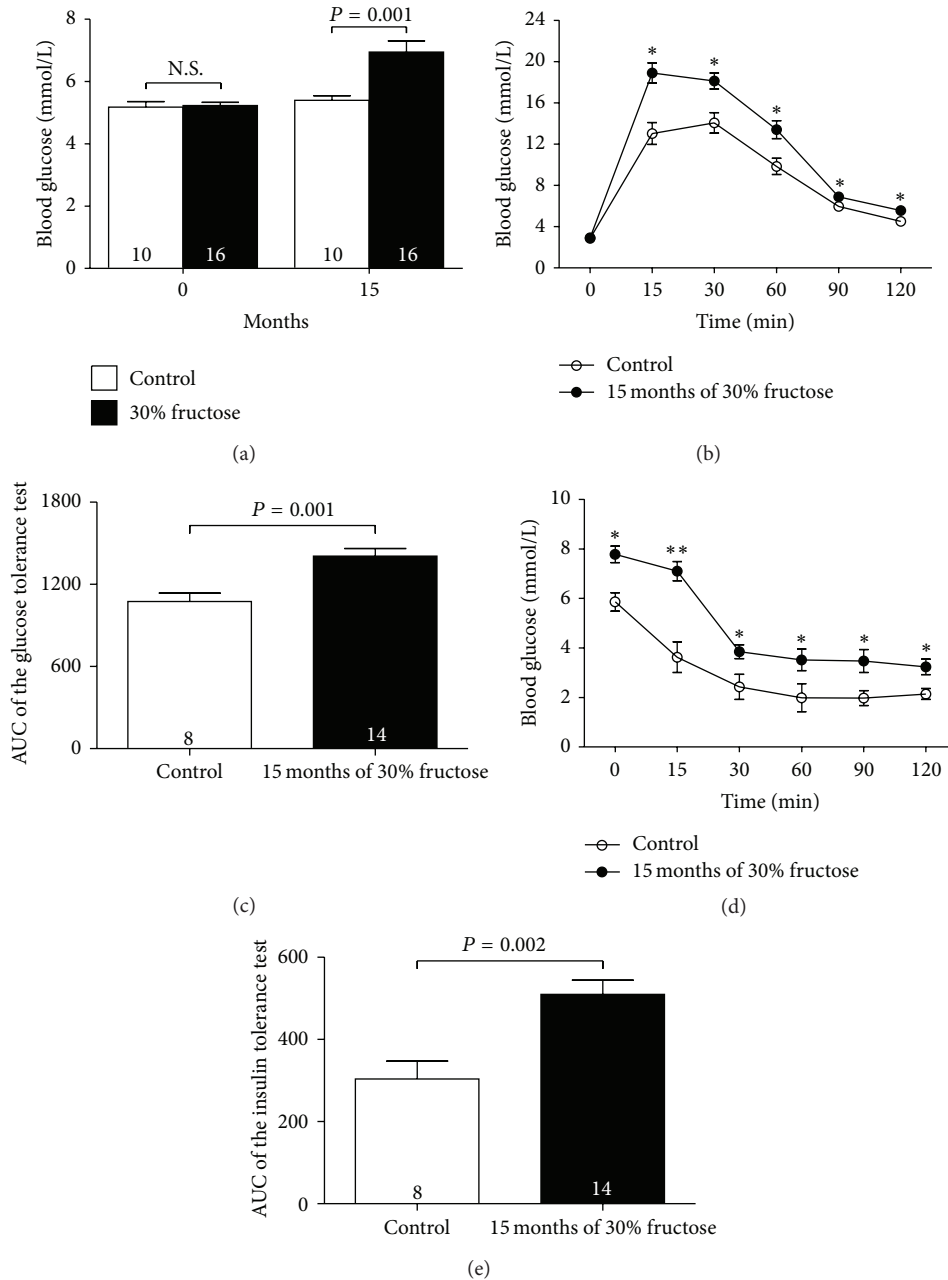 Blood glucose (mmol/L)
8
6
4
2
0
N.S.
P = 0.001
10
16
10
16
0
15
Months
Control
30% fructose
(a)
Blood glucose (mmol/L)
24
20
16
12
8
4
0
*
*
*
*
*
0
15
30
60
90
120
Time (min)
Control
15 months of 30% fructose
(b)
AUC of the glucose tolerance test
1800
1200
600
0
P = 0.001
8
14
Control
15 months of 30% fructose
(c)
Blood glucose (mmol/L)
10
8
6
4
2
0
*
**
*
*
*
*
0
15
30
60
90
120
Time (min)
Control
15 months of 30% fructose
(d)
AUC of the insulin tolerance test
600
400
200
0
P = 0.002
8
14
Control
15 months of 30% fructose
(e)